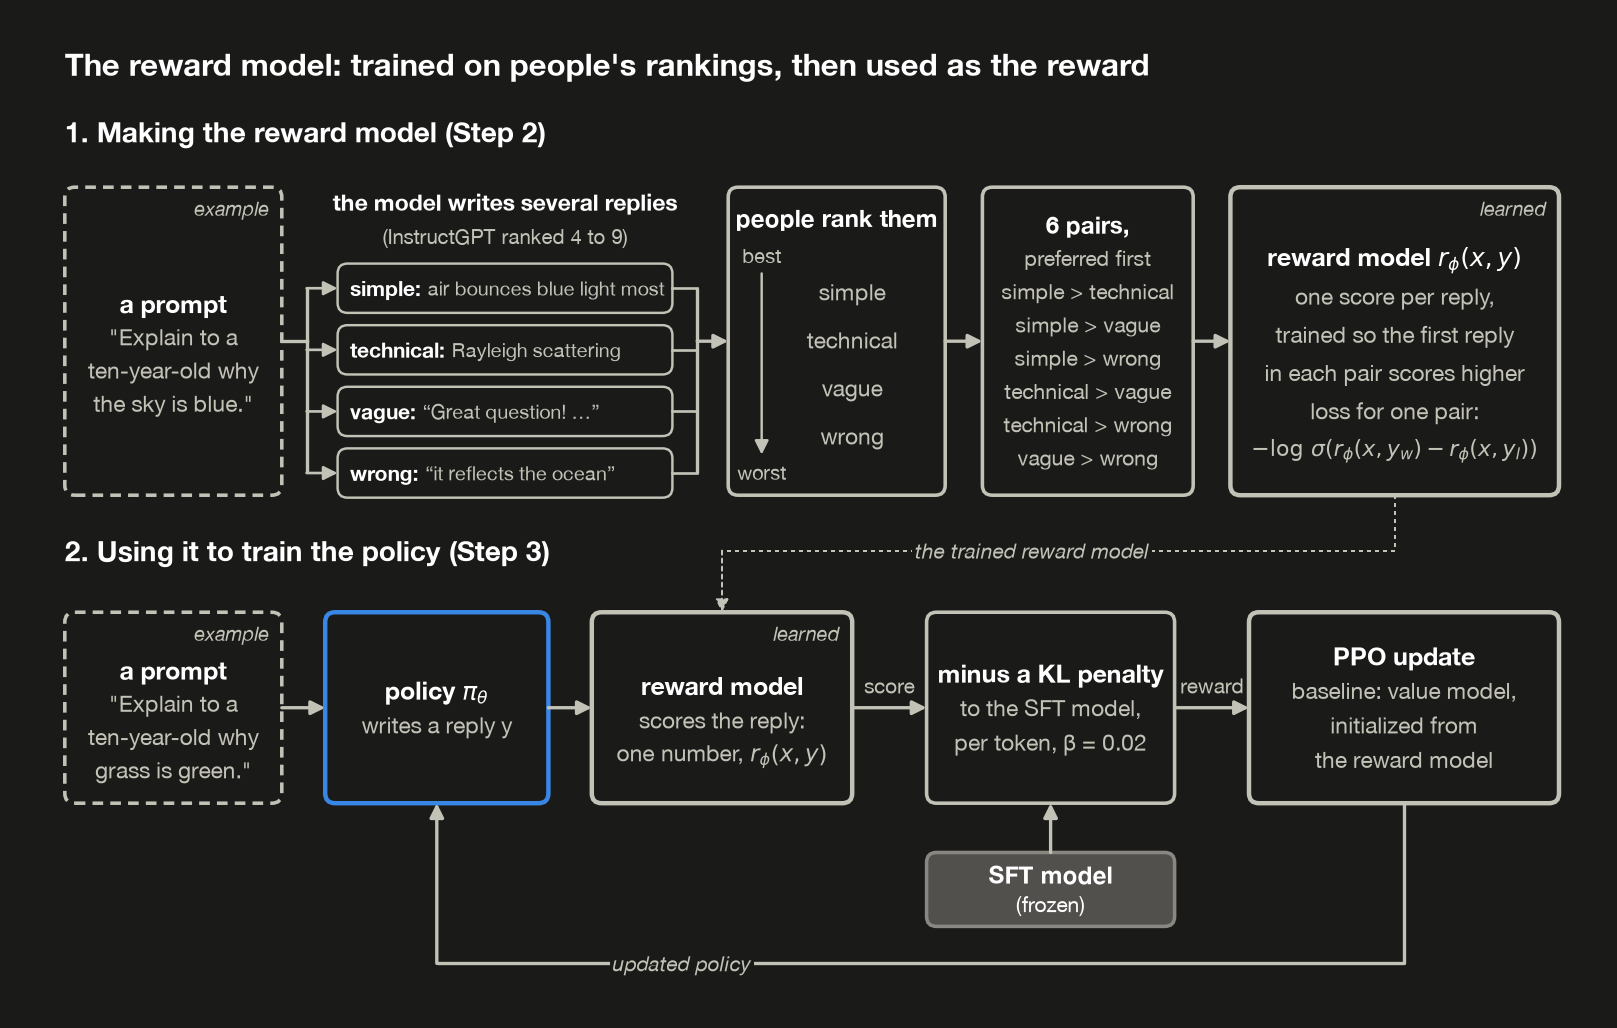 The reward model: trained on people's rankings, then used as the reward
1. Making the reward model (Step 2)
example
a prompt
"Explain to a
ten-year-old why
the sky is blue."
the model writes several replies
(InstructGPT ranked 4 to 9)
simple: air bounces blue light most
technical: Rayleigh scattering
vague: “Great question! …”
wrong: “it reflects the ocean”
people rank them
best
simple
technical
vague
wrong
worst
6 pairs,
preferred first
simple > technical
simple > vague
simple > wrong
technical > vague
technical > wrong
vague > wrong
learned
reward model r_ϕ(x, y)
one score per reply,
trained so the first reply
in each pair scores higher
loss for one pair:
−log σ(r_ϕ(x, y_w) − r_ϕ(x, y_l))
the trained reward model
2. Using it to train the policy (Step 3)
example
a prompt
"Explain to a
ten-year-old why
grass is green."
policy π_θ
writes a reply y
learned
reward model
scores the reply:
one number, r_ϕ(x, y)
score
minus a KL penalty
to the SFT model,
per token, β = 0.02
reward
PPO update
baseline: value model,
initialized from
the reward model
SFT model
(frozen)
updated policy